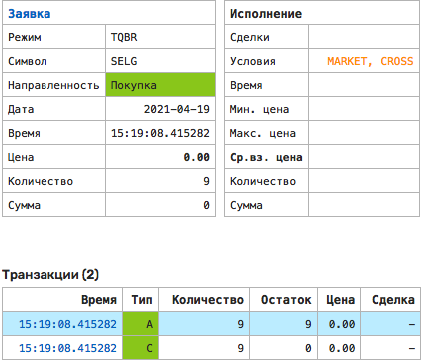 Заявка
Режим TQBR
Символ SELG
Направленность Покупка
Дата 2021-04-19
Время 15:19:08.415282
Цена 0.00
Количество 9
Сумма 0
Исполнение
Сделки
Условия MARKET, CROSS
Время
Мин. цена
Макс. цена
Ср.вз. цена
Количество
Сумма
Транзакции (2)
Время Тип Количество Остаток Цена Сделка
15:19:08.415282 A 9 9 0.00 –
15:19:08.415282 C 9 0 0.00 –